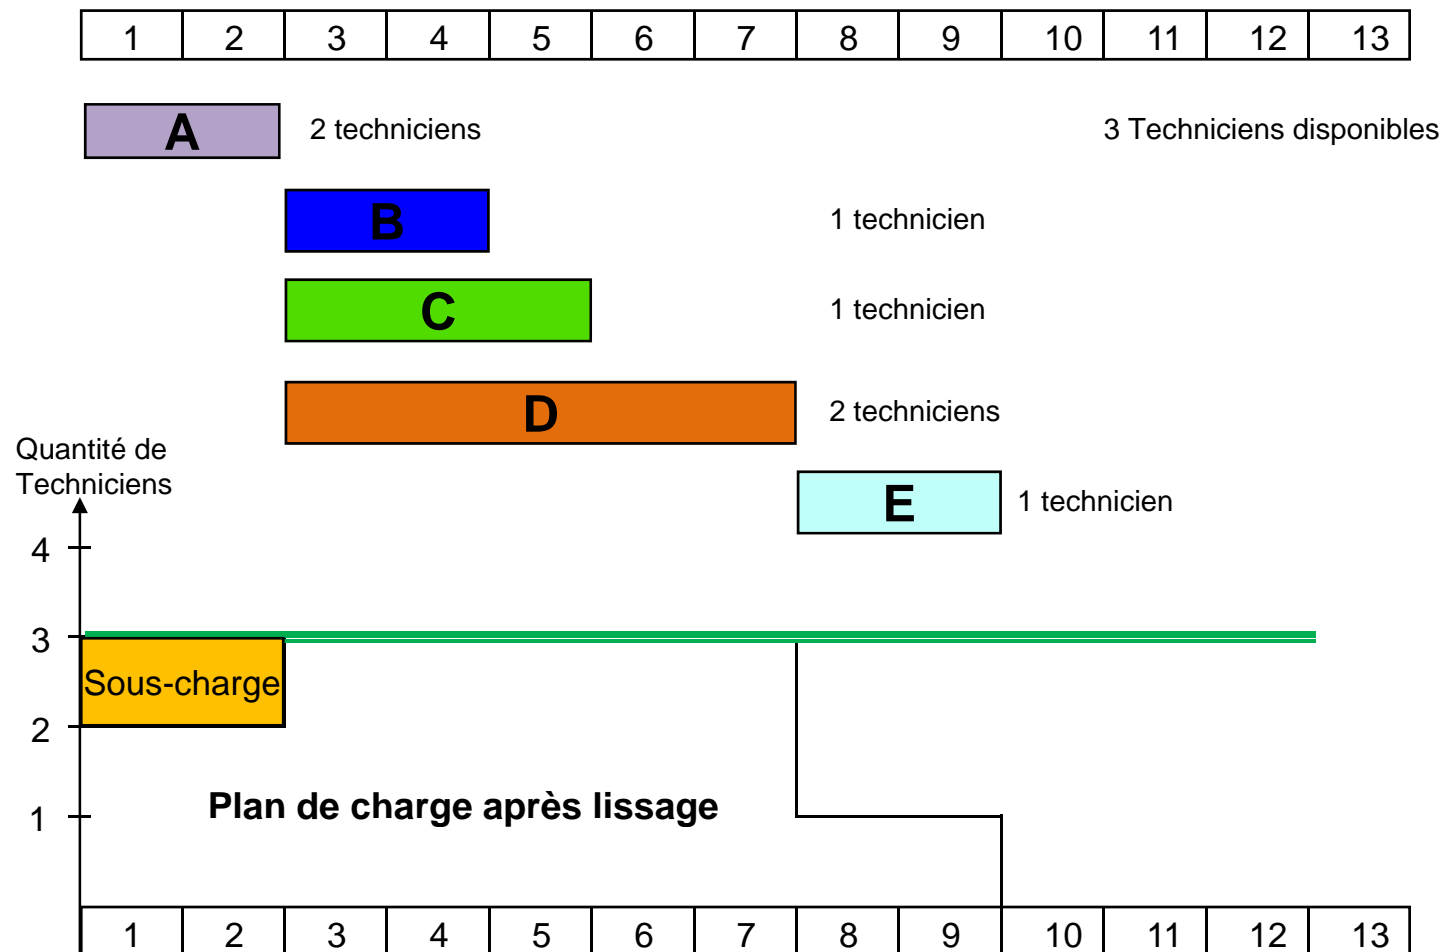 1 2 3 4 5 6 7 8 9 10 11 12 13
A 2 techniciens 3 Techniciens disponibles
B 1 technicien
C 1 technicien
D 2 techniciens
Quantité de
Techniciens
E 1 technicien
4
3
Sous-charge
2
1 Plan de charge après lissage
1 2 3 4 5 6 7 8 9 10 11 12 13